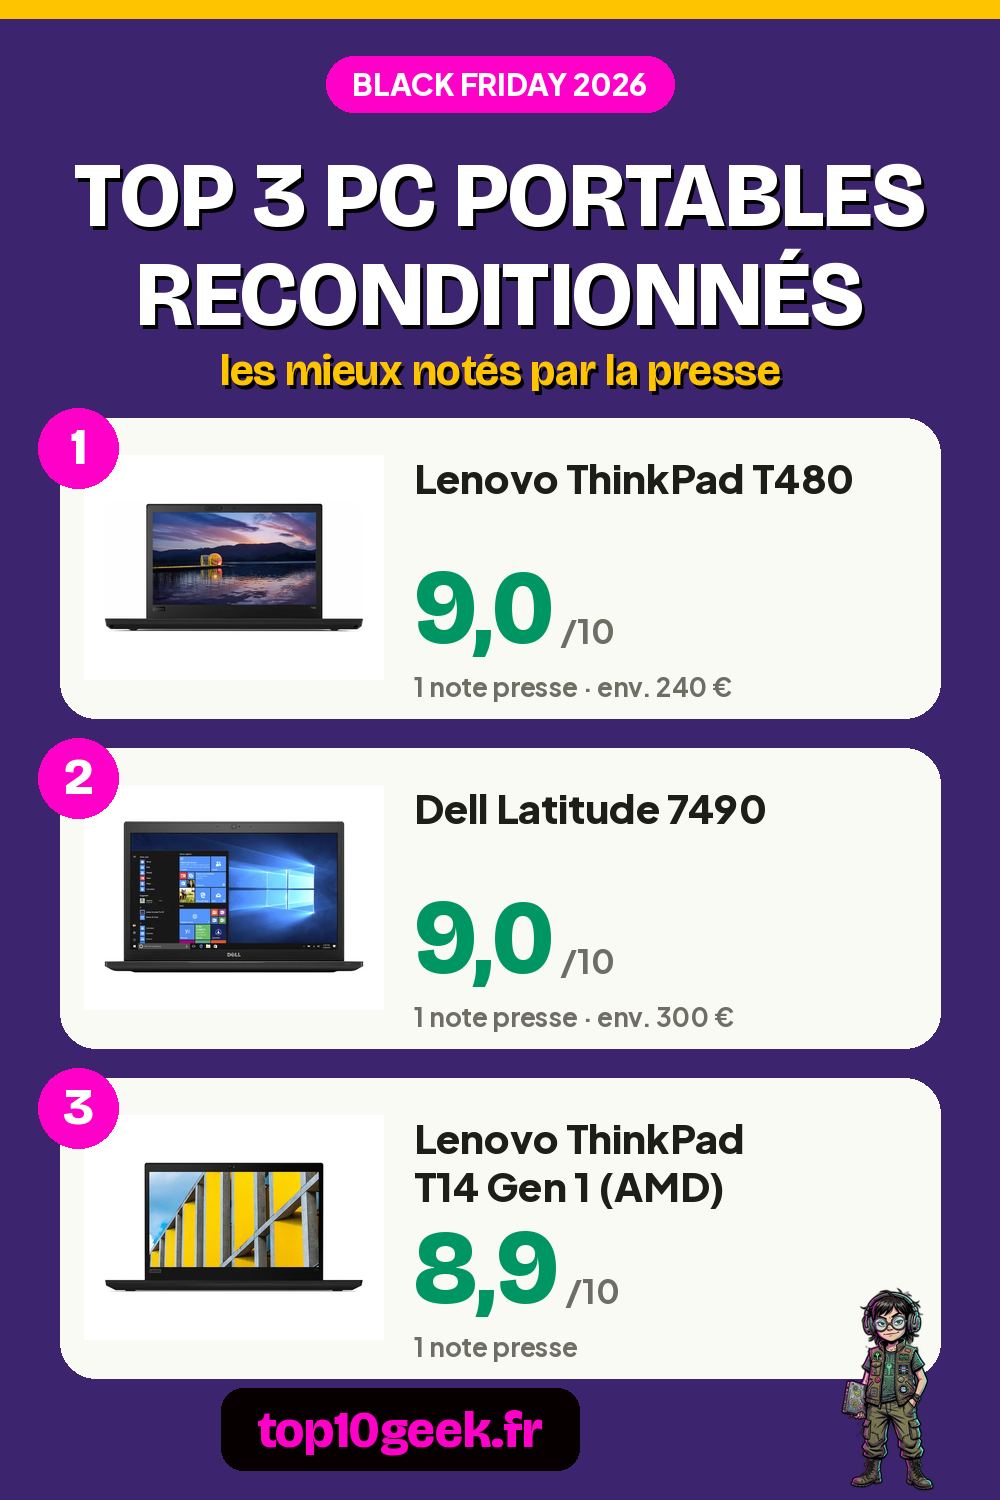 BLACK FRIDAY 2026
TOP 3 PC PORTABLES
RECONDITIONNÉS
les mieux notés par la presse
1
Lenovo ThinkPad T480
9,0 /10
1 note presse · env. 240 €
2
Dell Latitude 7490
9,0 /10
1 note presse · env. 300 €
DELL
3
Lenovo ThinkPad
T14 Gen 1 (AMD)
8,9 /10
1 note presse
top10geek.fr